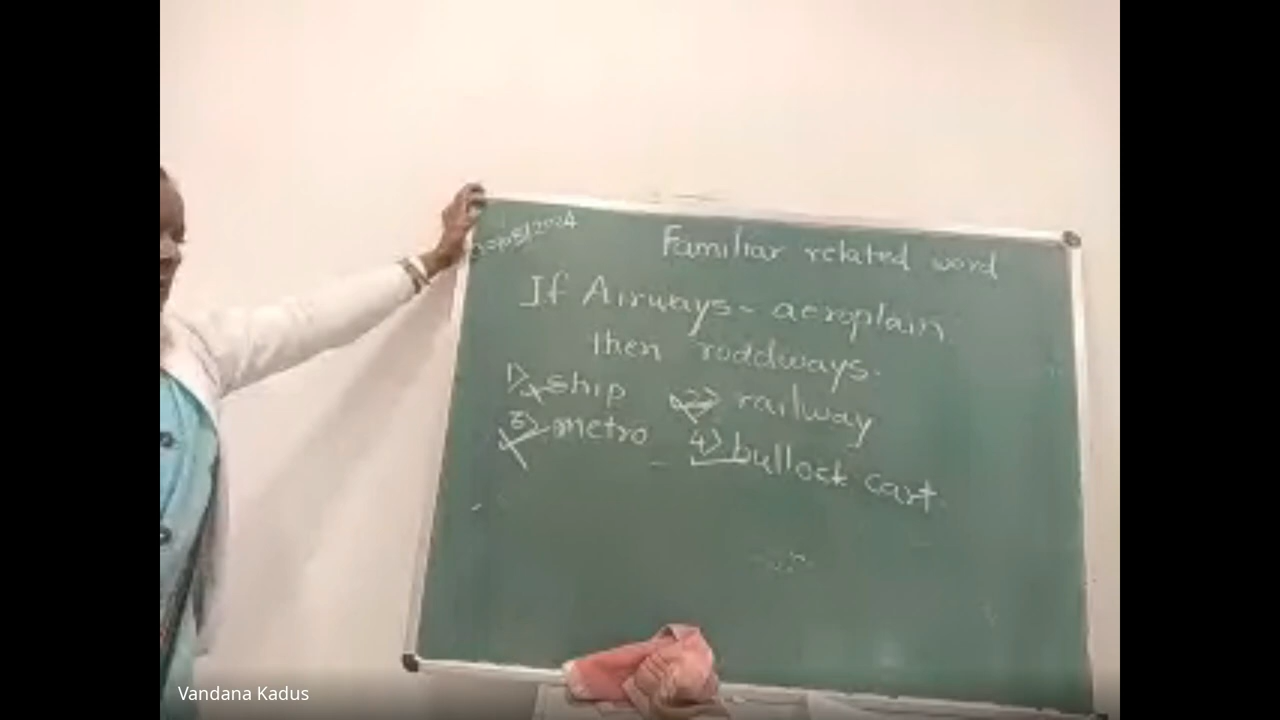 Familiar related word
If Airways - aeroplain
then roddways.
1) ship 2) railway
3) metro 4) bullock cart.
Vandana Kadus